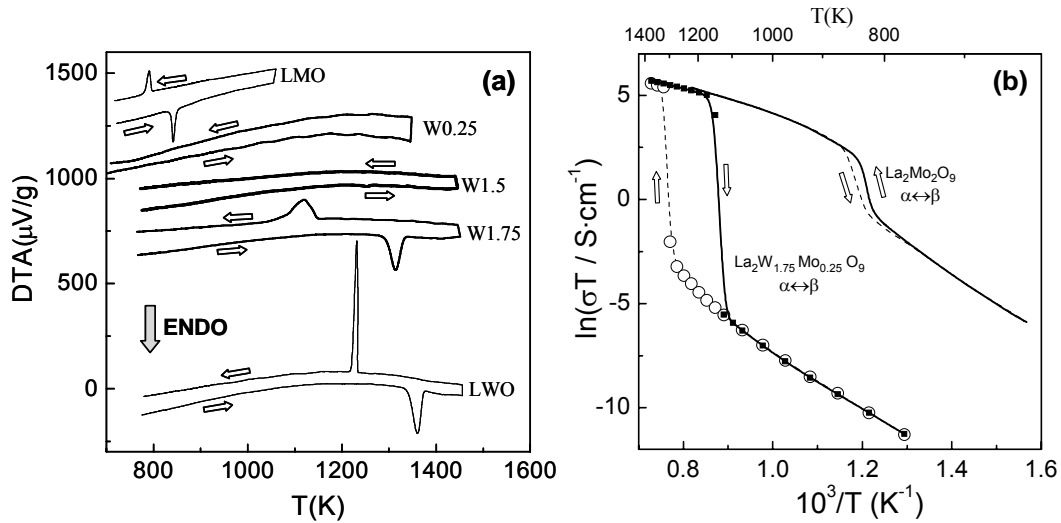 (a)
1500
1000
500
0
DTA(μV/g)
LMO
W0.25
W1.5
W1.75
ENDO
LWO
800 1000 1200 1400 1600
T(K)
T(K)
1400 1200 1000 800
(b)
5
0
-5
-10
ln(σT / S·cm⁻¹)
La₂Mo₂O₉
α↔β
La₂W₁.₇₅Mo₀.₂₅O₉
α↔β
0.8 1.0 1.2 1.4 1.6
10³/T (K⁻¹)